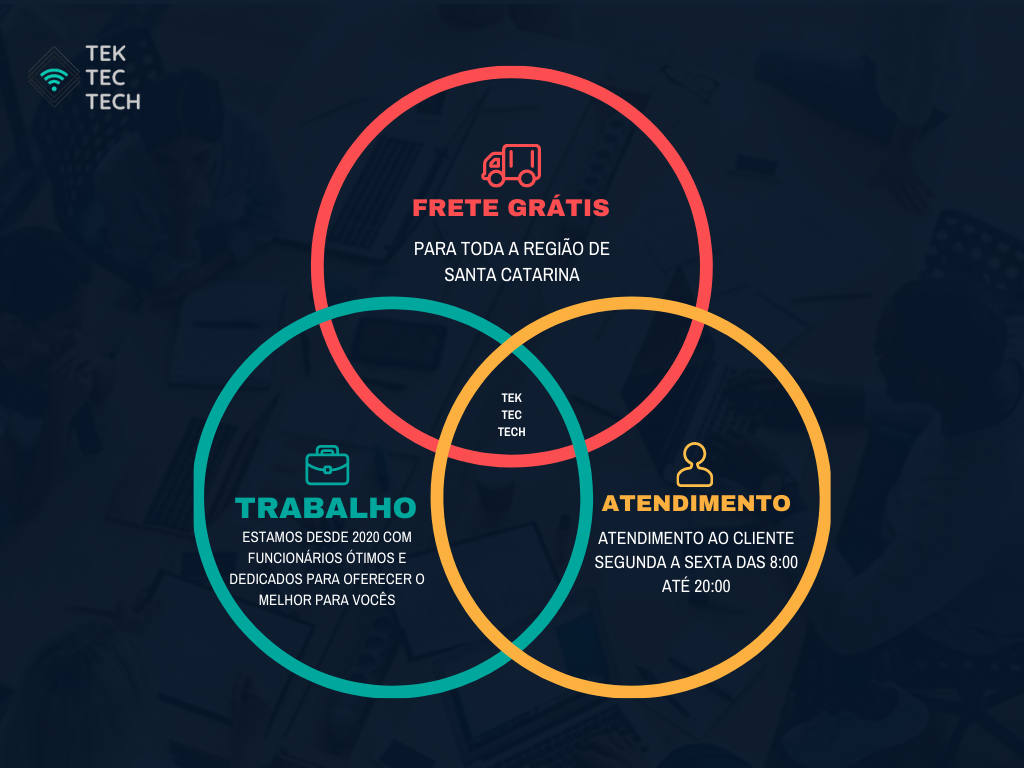 TEK
TEC
TECH
FRETE GRÁTIS
PARA TODA A REGIÃO DE
SANTA CATARINA
TEK
TEC
TECH
TRABALHO
ESTAMOS DESDE 2020 COM
FUNCIONÁRIOS ÓTIMOS E
DEDICADOS PARA OFERECER O
MELHOR PARA VOCÊS
ATENDIMENTO
ATENDIMENTO AO CLIENTE
SEGUNDA A SEXTA DAS 8:00
ATÉ 20:00